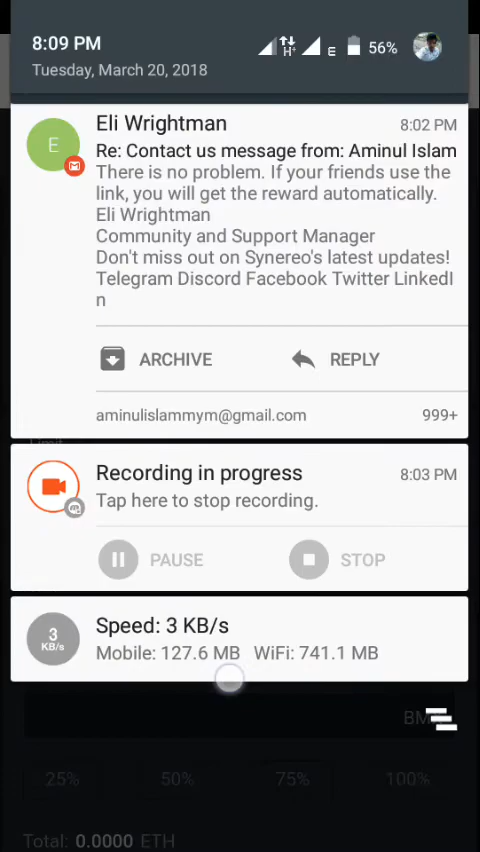 8:09 PM
H+
E
56%
Tuesday, March 20, 2018
E
Eli Wrightman
8:02 PM
Re: Contact us message from: Aminul Islam
There is no problem. If your friends use the
link, you will get the reward automatically.
Eli Wrightman
Community and Support Manager
Don't miss out on Synereo's latest updates!
Telegram Discord Facebook Twitter LinkedI
n
ARCHIVE
REPLY
aminulislammym@gmail.com
999+
Limit
Recording in progress
8:03 PM
Tap here to stop recording.
PAUSE
STOP
3
KB/s
Speed: 3 KB/s
Mobile: 127.6 MB WiFi: 741.1 MB
25%
50%
75%
100%
Total: 0.0000 ETH